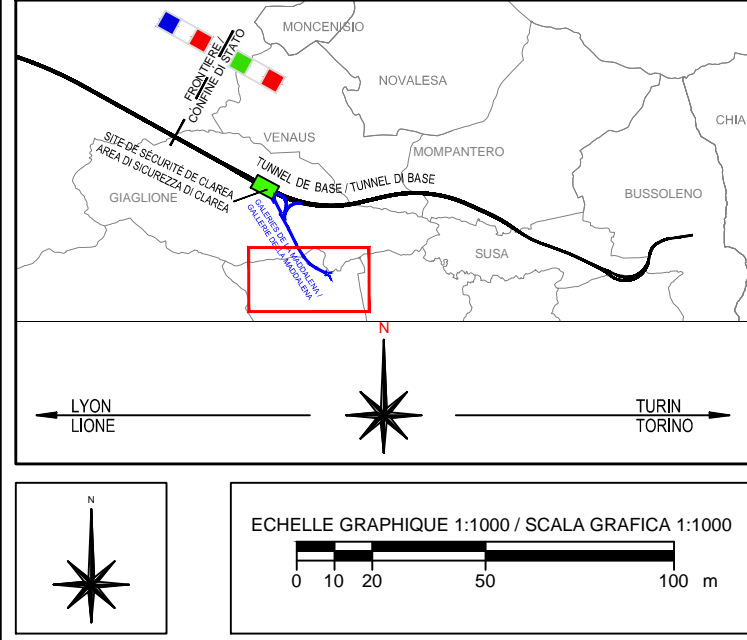 MONCENISIO
FRONTIERE /
CONFINE DI STATO
NOVALESA
CHIA
VENAUS
MOMPANTERO
SITE DE SÉCURITÉ DE CLAREA
AREA DI SICUREZZA DI CLAREA
TUNNEL DE BASE / TUNNEL DI BASE
GIAGLIONE
BUSSOLENO
GALERIES DE LA MADDALENA /
GALLERIE DELLA MADDALENA
SUSA
N
LYON
LIONE
TURIN
TORINO
N
ECHELLE GRAPHIQUE 1:1000 / SCALA GRAFICA 1:1000
0 10 20 50 100 m